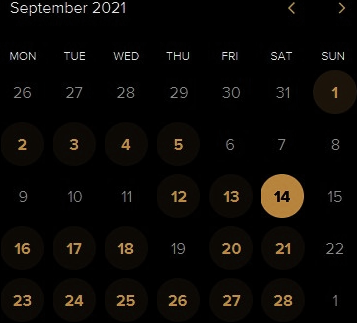 September 2021 < >
MON TUE WED THU FRI SAT SUN
26 27 28 29 30 31 1
2 3 4 5 6 7 8
9 10 11 12 13 14 15
16 17 18 19 20 21 22
23 24 25 26 27 28 1